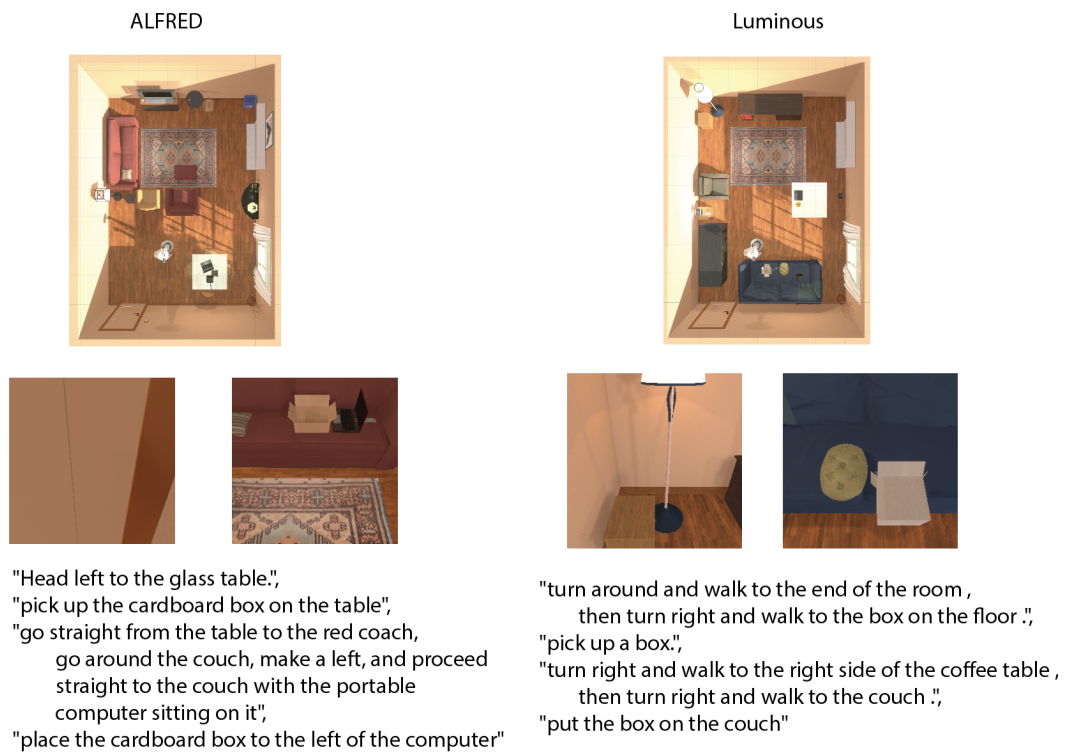 ALFRED
Luminous
"Head left to the glass table.",
"pick up the cardboard box on the table",
"go straight from the table to the red coach,
go around the couch, make a left, and proceed
straight to the couch with the portable
computer sitting on it",
"place the cardboard box to the left of the computer"
"turn around and walk to the end of the room ,
then turn right and walk to the box on the floor .",
"pick up a box.",
"turn right and walk to the right side of the coffee table ,
then turn right and walk to the couch .",
"put the box on the couch"